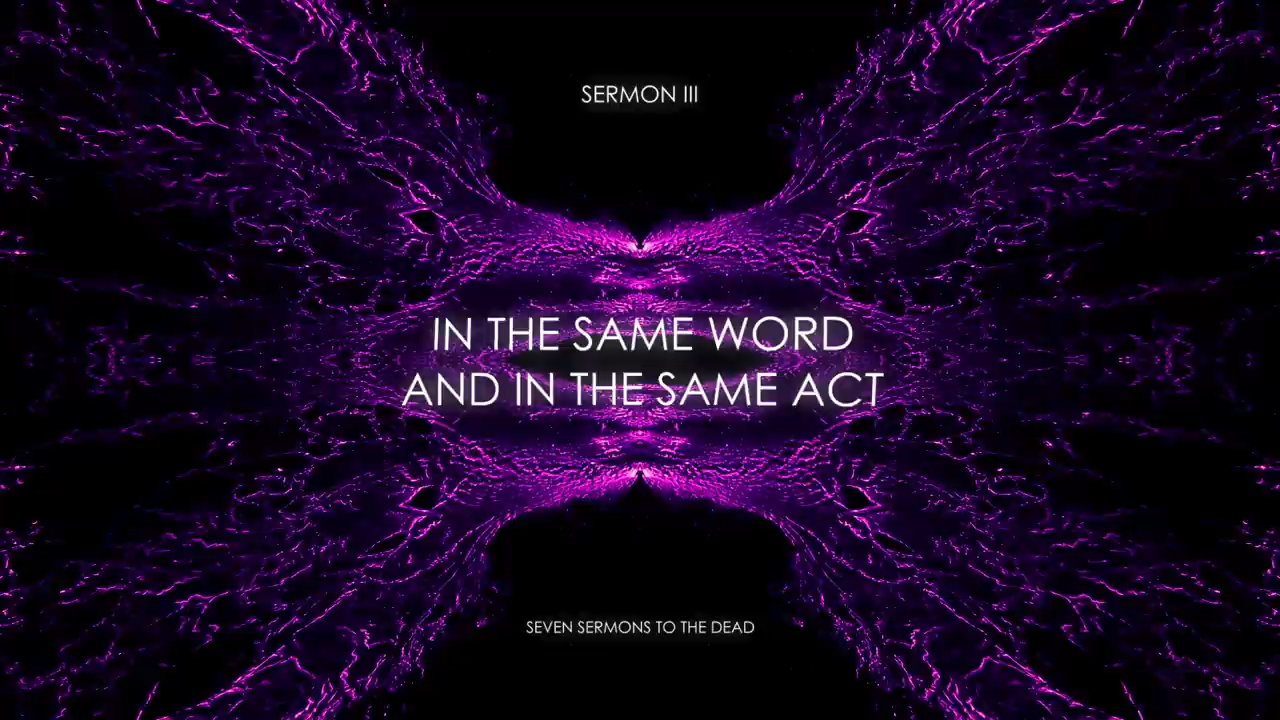 SERMON III
IN THE SAME WORD
AND IN THE SAME ACT
SEVEN SERMONS TO THE DEAD